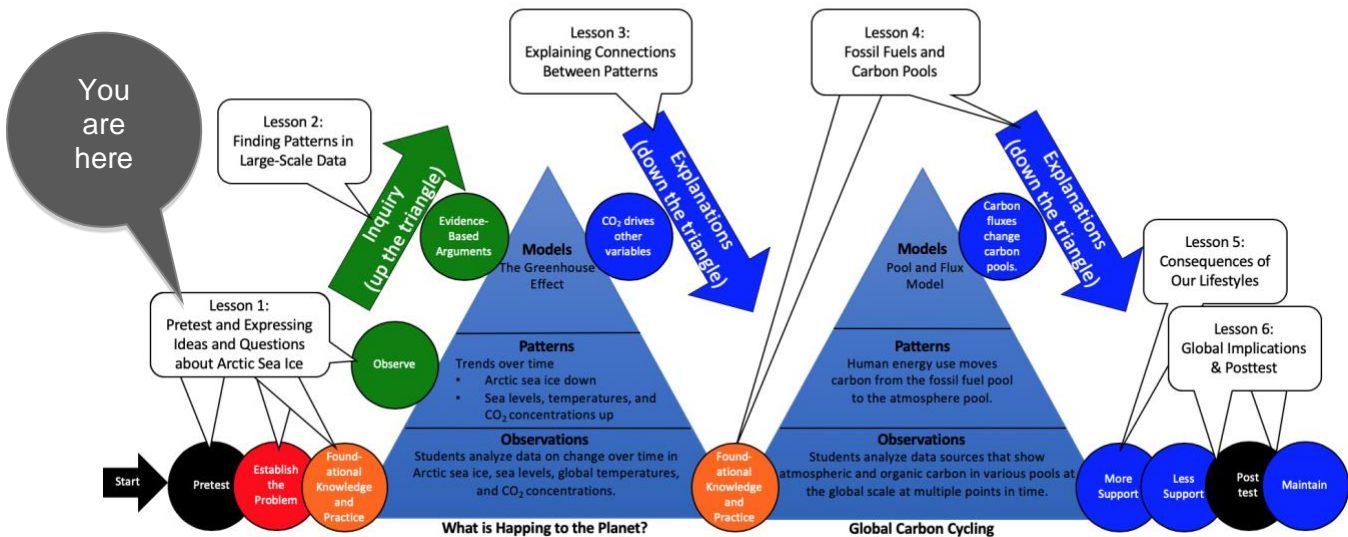 You
are
here
Lesson 1:
Pretest and Expressing
Ideas and Questions
about Arctic Sea Ice
Lesson 2:
Finding Patterns in
Large-Scale Data
Inquiry
(up the triangle)
Evidence-
Based
Arguments
Observe
Start
Pretest
Establish
the
Problem
Found-
ational
Knowledge
and
Practice
Models
The Greenhouse
Effect
Patterns
Trends over time
• Arctic sea ice down
• Sea levels, temperatures, and
CO₂ concentrations up
Observations
Students analyze data on change over time in
Arctic sea ice, sea levels, global temperatures,
and CO₂ concentrations.
What is Happing to the Planet?
CO₂ drives
other
variables
Lesson 3:
Explaining Connections
Between Patterns
Explanations
(down the triangle)
Lesson 4:
Fossil Fuels and
Carbon Pools
Found-
ational
Knowledge
and
Practice
Models
Pool and Flux
Model
Patterns
Human energy use moves
carbon from the fossil fuel pool
to the atmosphere pool.
Observations
Students analyze data sources that show
atmospheric and organic carbon in various pools at
the global scale at multiple points in time.
Global Carbon Cycling
Carbon
fluxes
change
carbon
pools.
Explanations
(down the triangle)
Lesson 5:
Consequences of
Our Lifestyles
Lesson 6:
Global Implications
& Posttest
More
Support
Less
Support
Post
test
Maintain